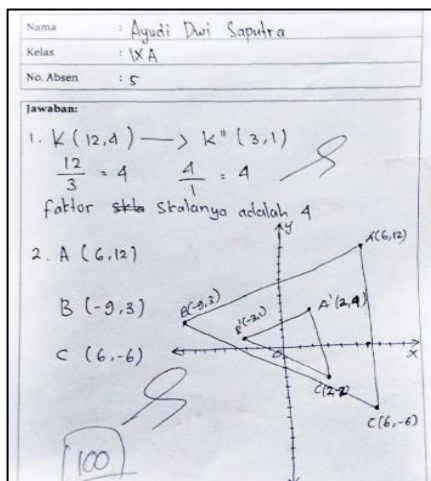 Nama : Ayudi Dwi Saputra
Kelas : IXA
No. Absen : 5
Jawaban:
1. K (12,4) —> K" (3,1)
12/3 = 4 4/1 = 4
faktor skla skalanya adalah 4
2. A (6,12)
B (-9,3)
C (6,-6)
y
A(6,12)
B(-9,3)
A'(2,4)
B'(-3,1)
O
x
C(2,-2)
C(6,-6)
100